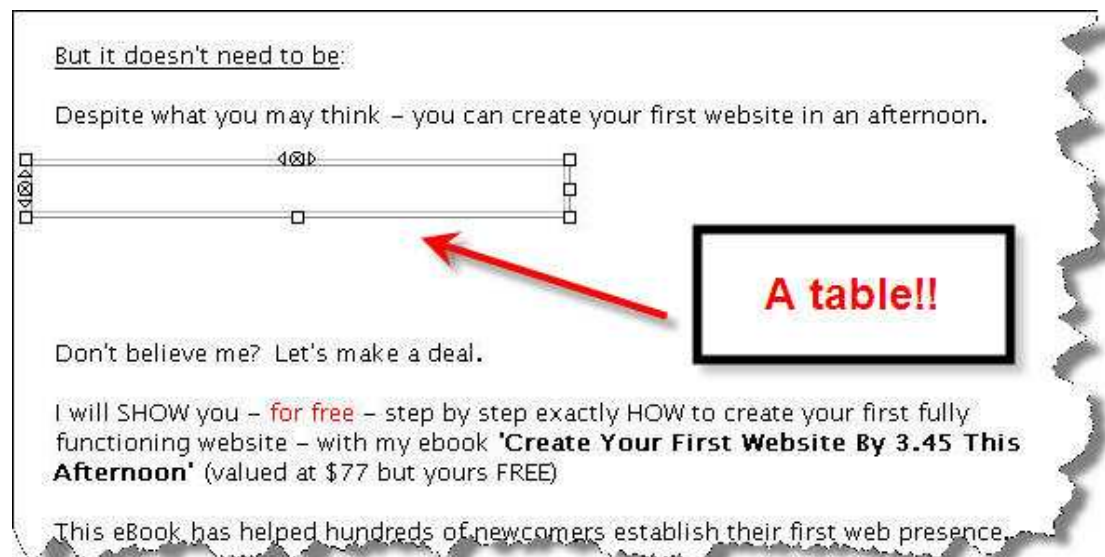 But it doesn't need to be:
Despite what you may think – you can create your first website in an afternoon.
A table!!
Don't believe me? Let's make a deal.
I will SHOW you – for free – step by step exactly HOW to create your first fully
functioning website – with my ebook 'Create Your First Website By 3.45 This
Afternoon' (valued at $77 but yours FREE)
This eBook has helped hundreds of newcomers establish their first web presence.